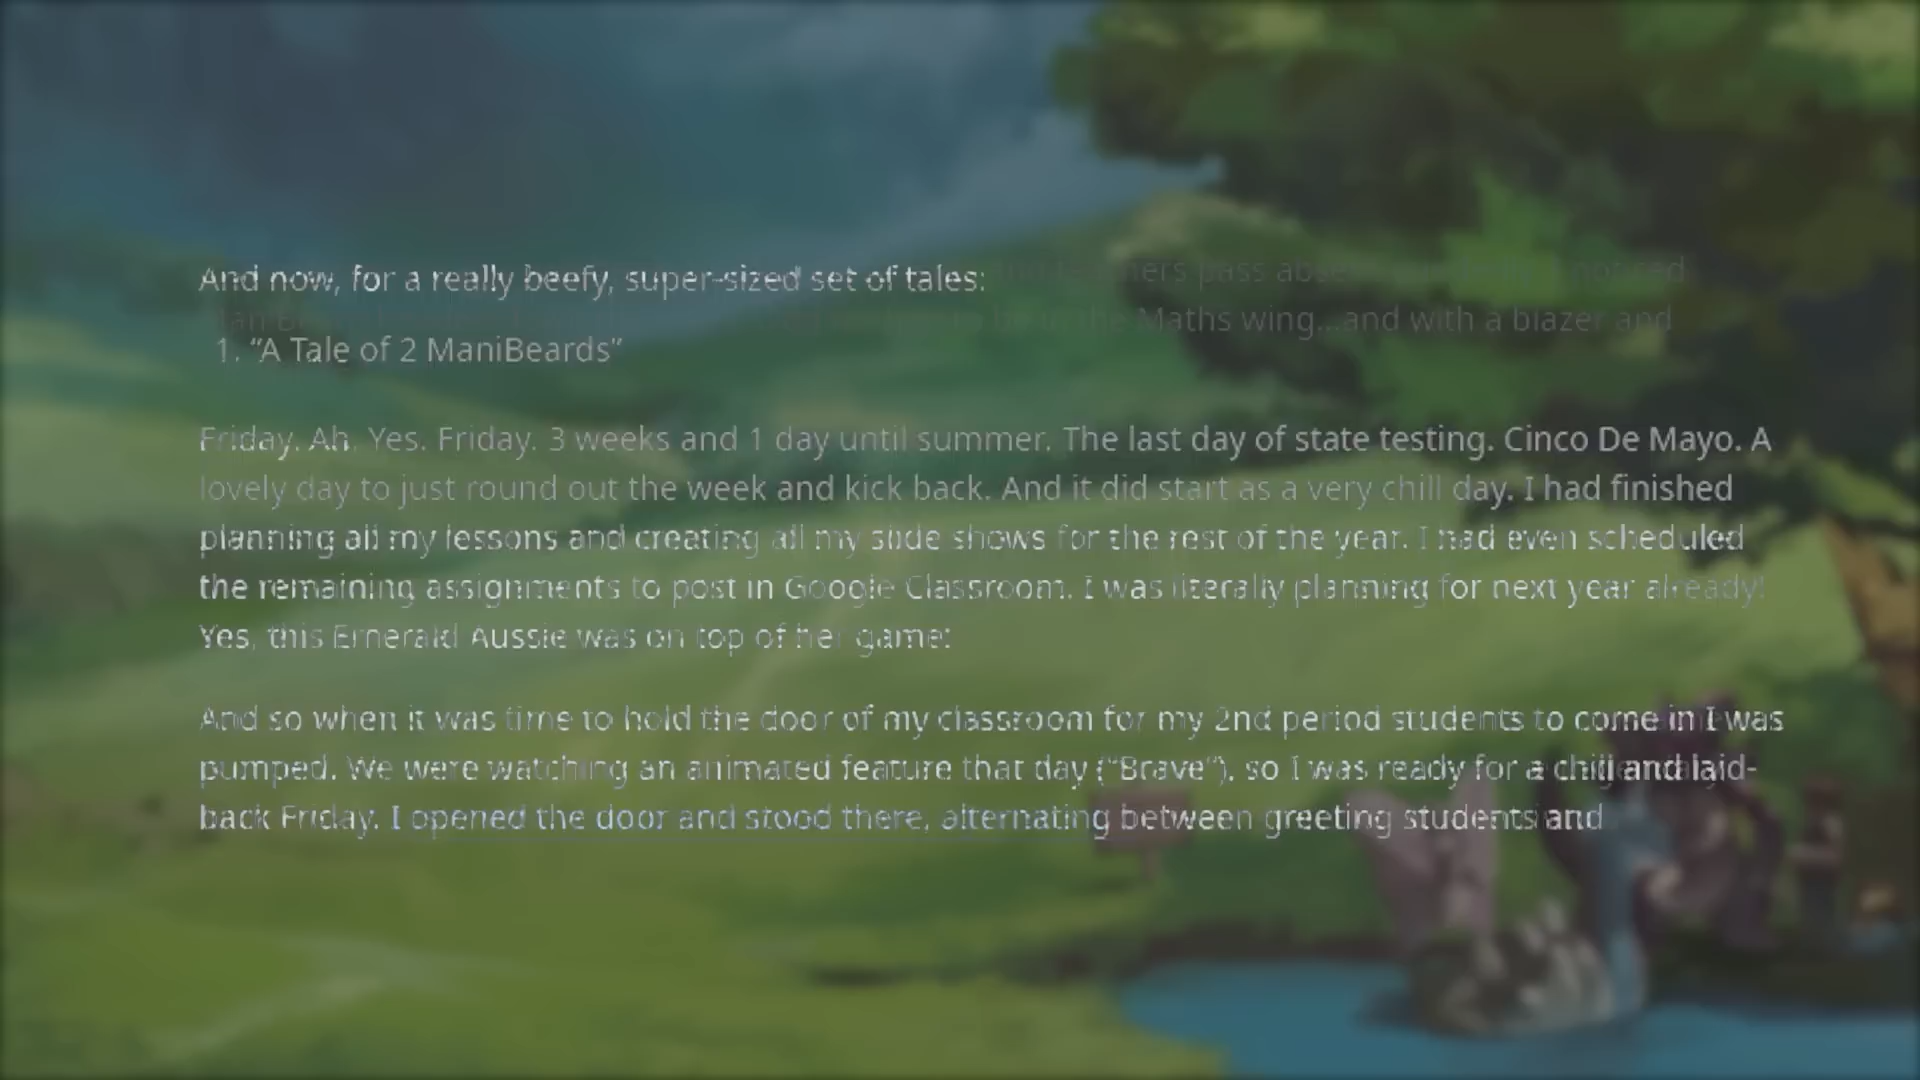 And now, for a really beefy, super-sized set of tales:
pass
the Maths wing...and with a blazer and
1. “A Tale of 2 ManiBeards”
Friday. Ah. Yes. Friday. 3 weeks and 1 day until summer. The last day of state testing. Cinco De Mayo. A
lovely day to just round out the week and kick back. And it did start as a very chill day. I had finished
planning all my lessons and creating all my slide shows for the rest of the year. I had even scheduled
the remaining assignments to post in Google Classroom. I was literally planning for next year already!
Yes, this Emerald Aussie was on top of her game!
And so when it was time to hold the door of my classroom for my 2nd period students to come in I was
pumped. We were watching an animated feature that day (“Brave”), so I was ready for a chill and laid-
back Friday. I opened the door and stood there, alternating between greeting students and